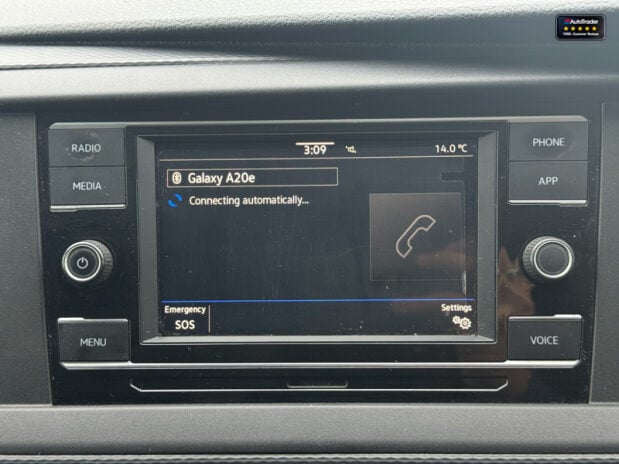 AutoTrader
RADIO
MEDIA
MENU
3:09
14.0 °C
Galaxy A20e
Connecting automatically...
Emergency
SOS
Settings
PHONE
APP
VOICE